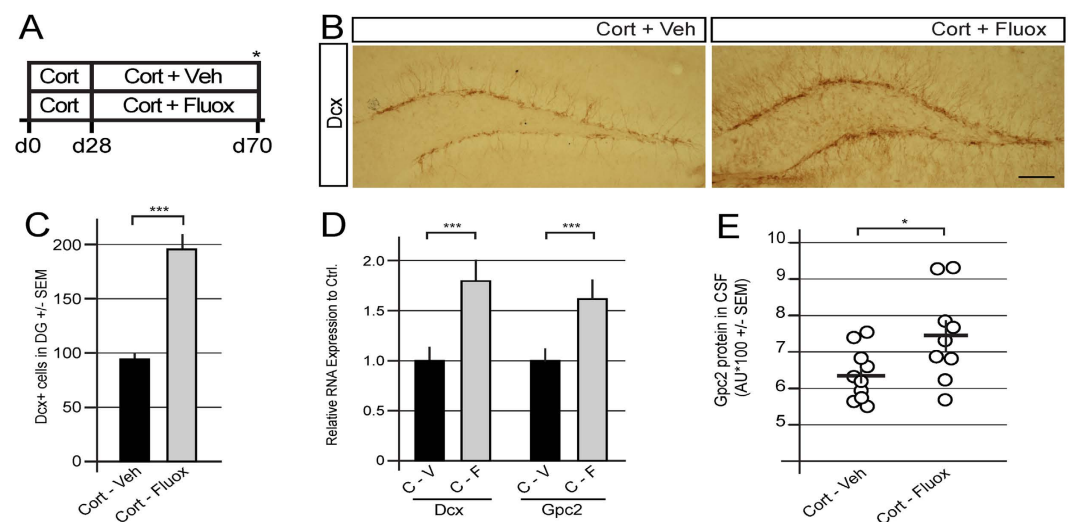 A
*
Cort
Cort + Veh
Cort
Cort + Fluox
d0
d28
d70
B
Cort + Veh
Cort + Fluox
Dcx
C
***
Dcx+ cells in DG +/- SEM
200
150
100
50
0
Cort - Veh
Cort - Fluox
D
***
***
Relative RNA Expression to Ctrl.
2.0
1.5
1.0
0.5
0
C - V
C - F
C - V
C - F
Dcx
Gpc2
E
*
Gpc2 protein in CSF
(AU*100 +/- SEM)
10
9
8
7
6
5
Cort - Veh
Cort - Fluox